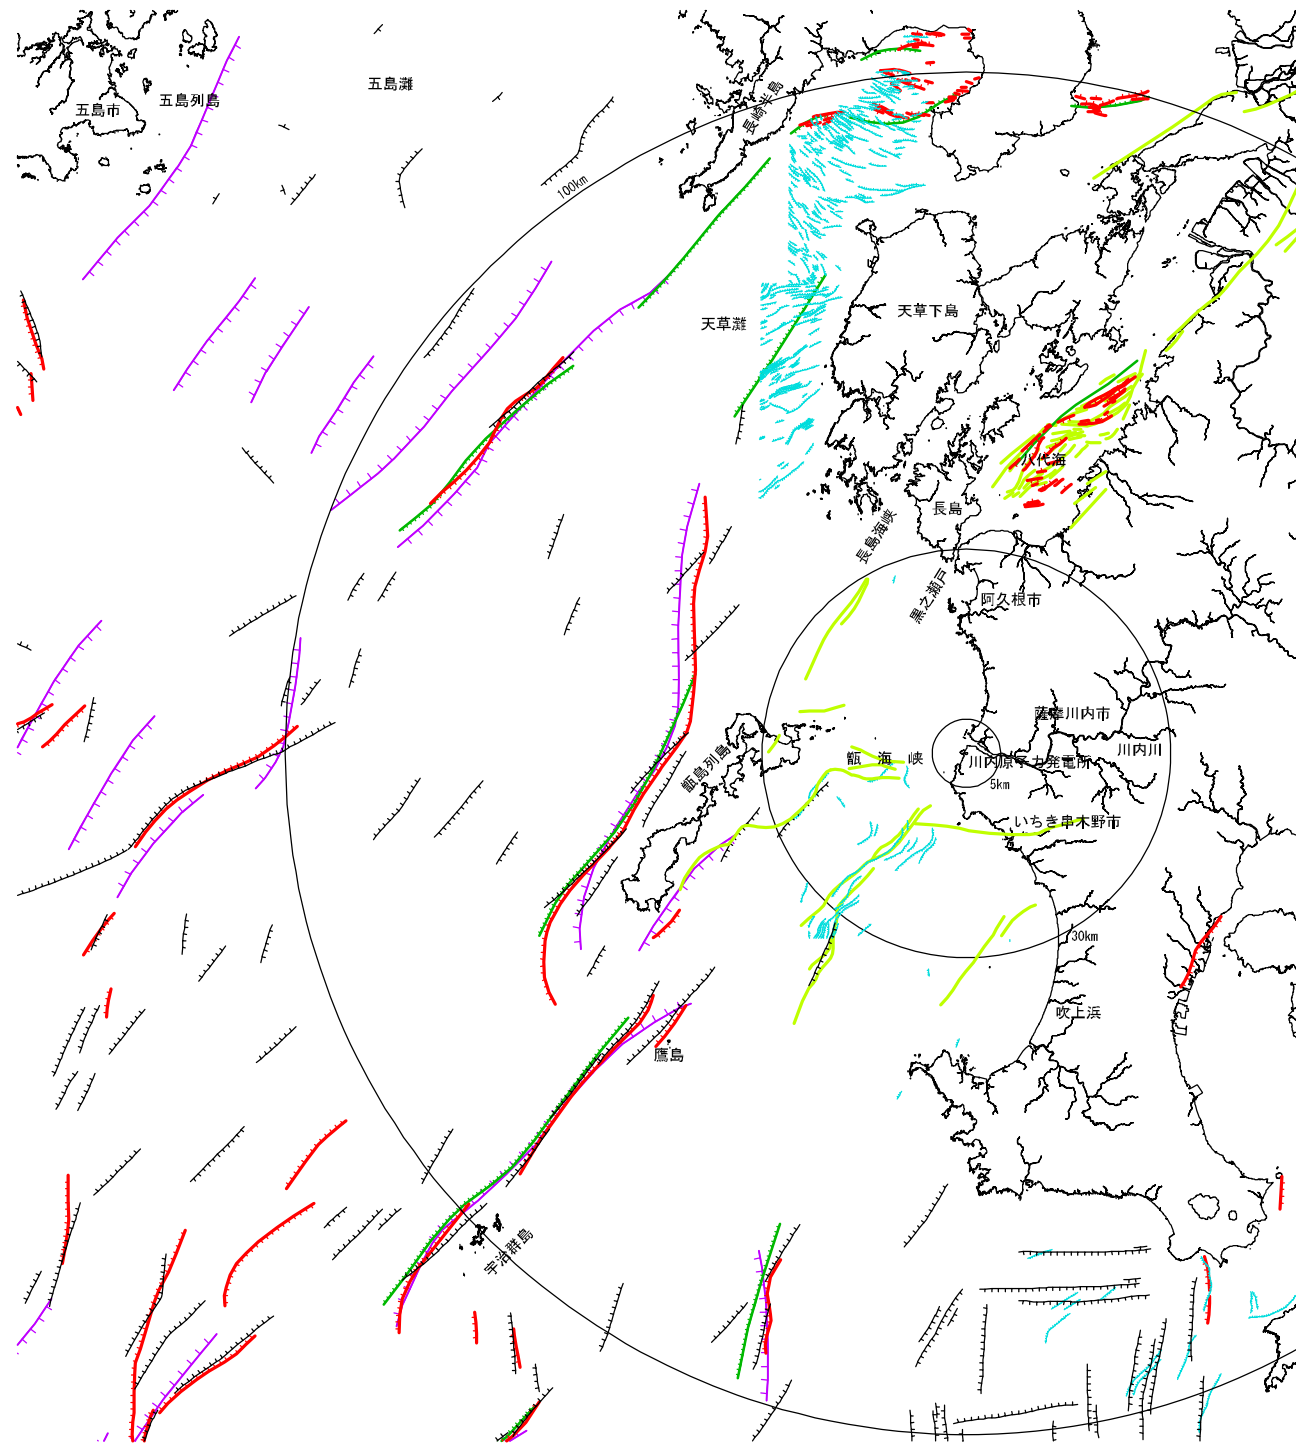 五島灘
五島列島
五島市
長崎半島
100km
天草下島
天草灘
八代海
長島
長島海峡
黒之瀬戸
阿久根市
薩摩川内市
川内川
甑島列島
甑 海 峡
川内原子力発電所
5km
いちき串木野市
30km
吹上浜
鷹島
宇治群島